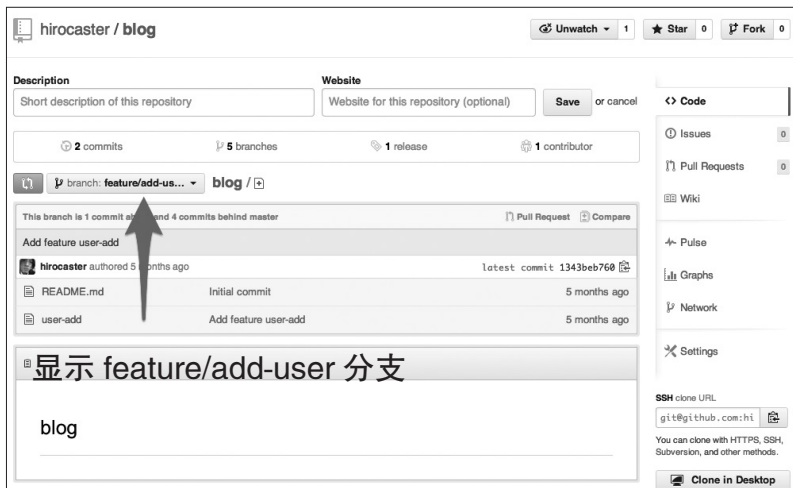 hirocaster / blog
Unwatch 1 Star 0 Fork 0
Description
Short description of this repository
Website
Website for this repository (optional)
Save or cancel
2 commits 5 branches 1 release 1 contributor
branch: feature/add-us... blog /
This branch is 1 commit and 4 commits behind master Pull Request Compare
Add feature user-add
hirocaster authored 5 months ago latest commit 1343beb760
README.md Initial commit 5 months ago
user-add Add feature user-add 5 months ago
显示 feature/add-user 分支
blog
Code
Issues 0
Pull Requests 0
Wiki
Pulse
Graphs
Network
Settings
SSH clone URL
git@github.com:hi
You can clone with HTTPS, SSH,
Subversion, and other methods.
Clone in Desktop